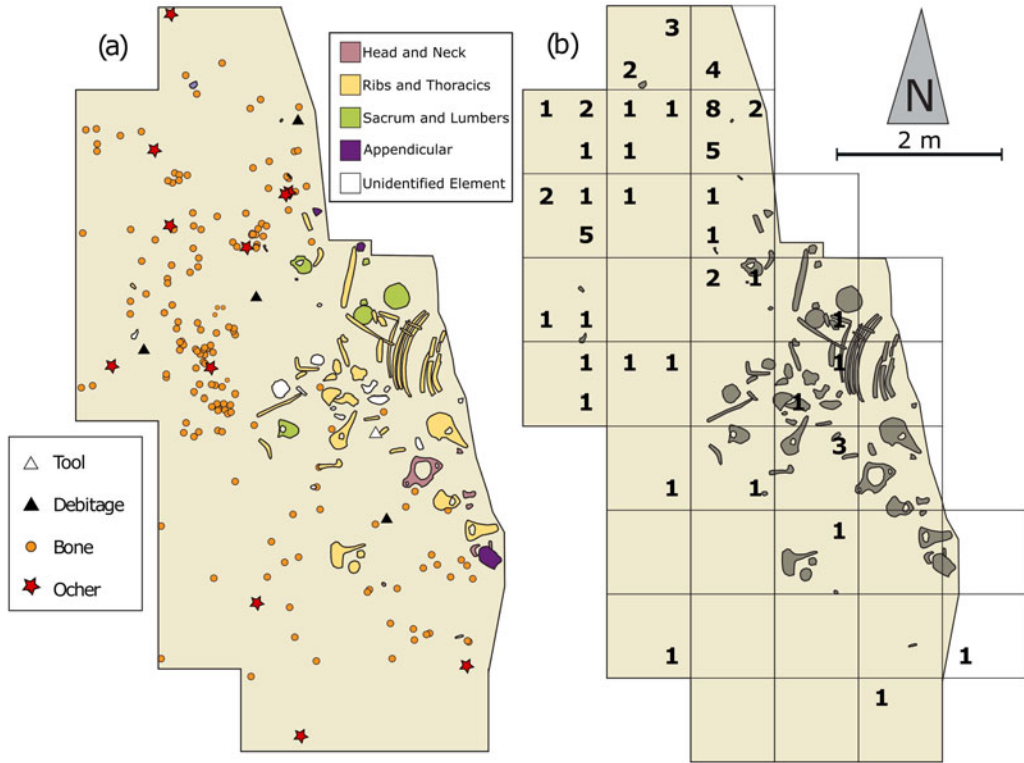 (a)
Head and Neck
Ribs and Thoracics
Sacrum and Lumbers
Appendicular
Unidentified Element
Tool
Debitage
Bone
Ocher
(b)
N
2 m
3
2 4
1 2 1 1 8 2
1 1 5
2 1 1 1
5 1
2 1
1 1 1
1 1 1 1
1 1
3
1 1
1
1 1
1